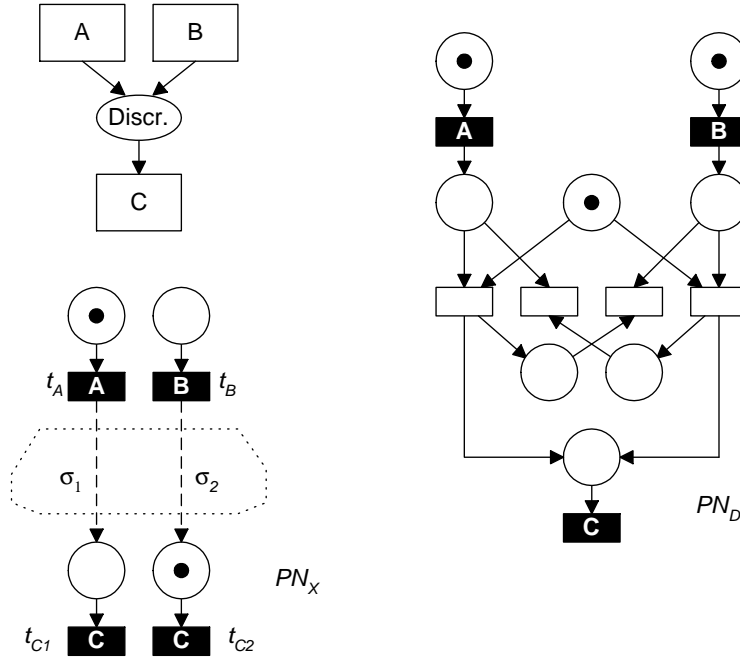 A B
Discr.
C
A
B
t_A A B t_B
σ_1 σ_2
PN_D
C
PN_X
t_C1 C C t_C2